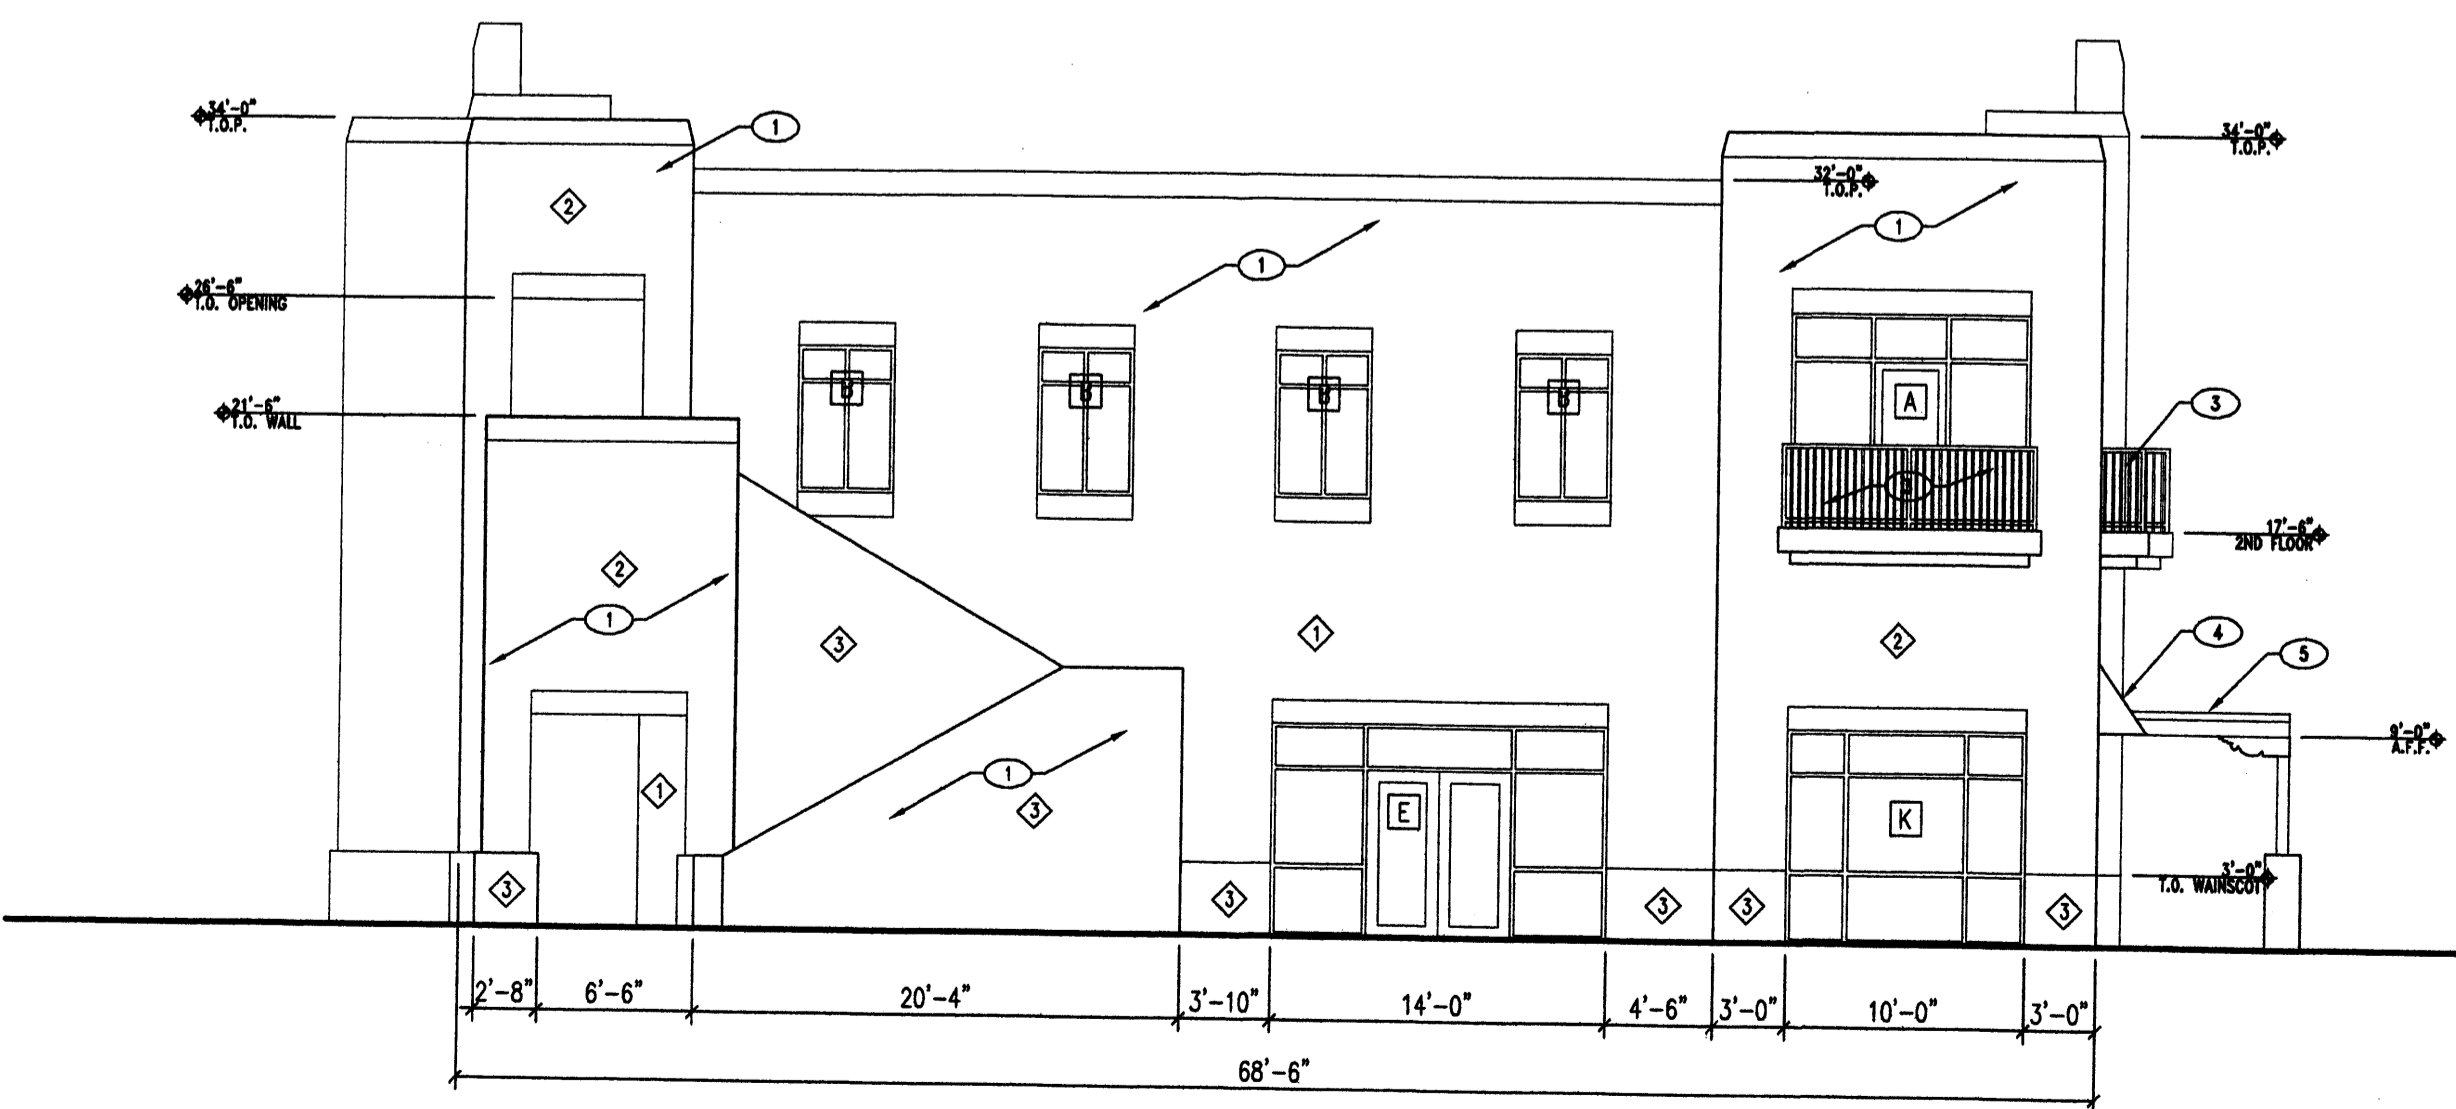 34'-0"
T.O.P.
1
34'-0"
T.O.P.
32'-0"
T.O.P.
2
1
1
26'-6"
T.O. OPENING
B
B
B
B
A
3
21'-6"
T.O. WALL
3
17'-6"
2ND FLOOR
2
1
3
1
2
4
5
9'-0"
A.F.F.
1
1
3
E
K
3'-0"
T.O. WAINSCOT
3
3
3
3
3
2'-8" 6'-6" 20'-4" 3'-10" 14'-0" 4'-6" 3'-0" 10'-0" 3'-0"
68'-6"